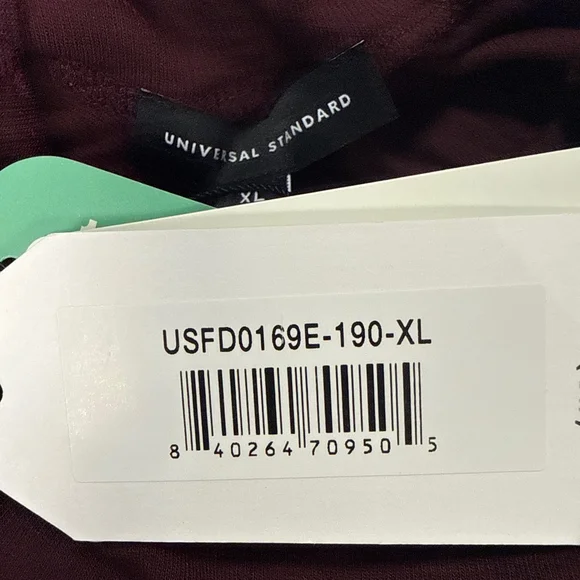 UNIVERSAL STANDARD
XL
USFD0169E-190-XL
8 40264 70950 5